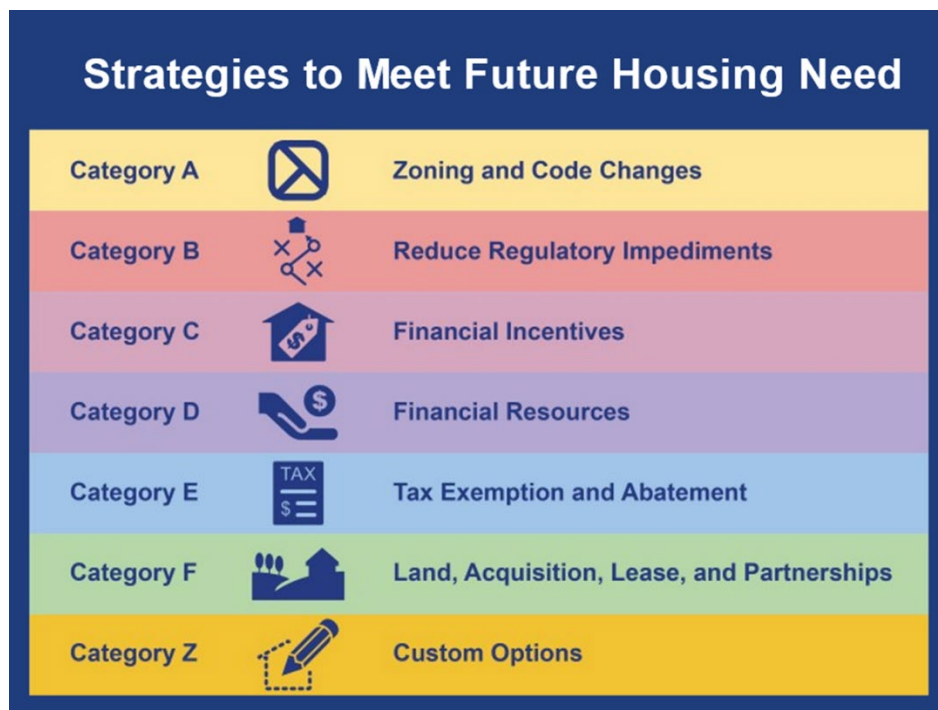 Strategies to Meet Future Housing Need
Category A Zoning and Code Changes
Category B Reduce Regulatory Impediments
Category C $ Financial Incentives
Category D $ Financial Resources
Category E TAX $ Tax Exemption and Abatement
Category F Land, Acquisition, Lease, and Partnerships
Category Z Custom Options